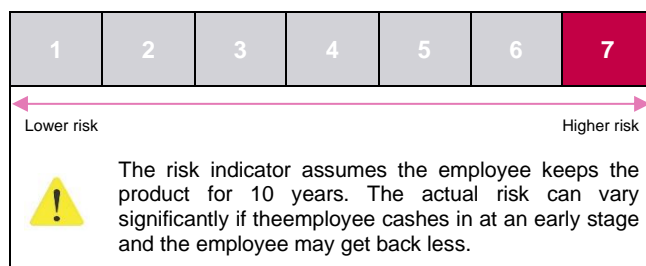 1 2 3 4 5 6 7
Lower risk Higher risk
The risk indicator assumes the employee keeps the
product for 10 years. The actual risk can vary
significantly if theemployee cashes in at an early stage
and the employee may get back less.